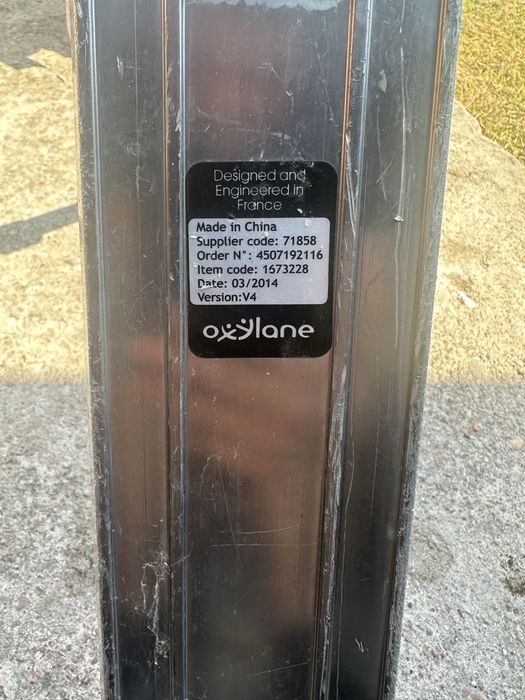 Designed and
Engineered in
France
Made in China
Supplier code: 71858
Order N°: 4507192116
Item code: 1673228
Date: 03/2014
Version:V4
oxylane